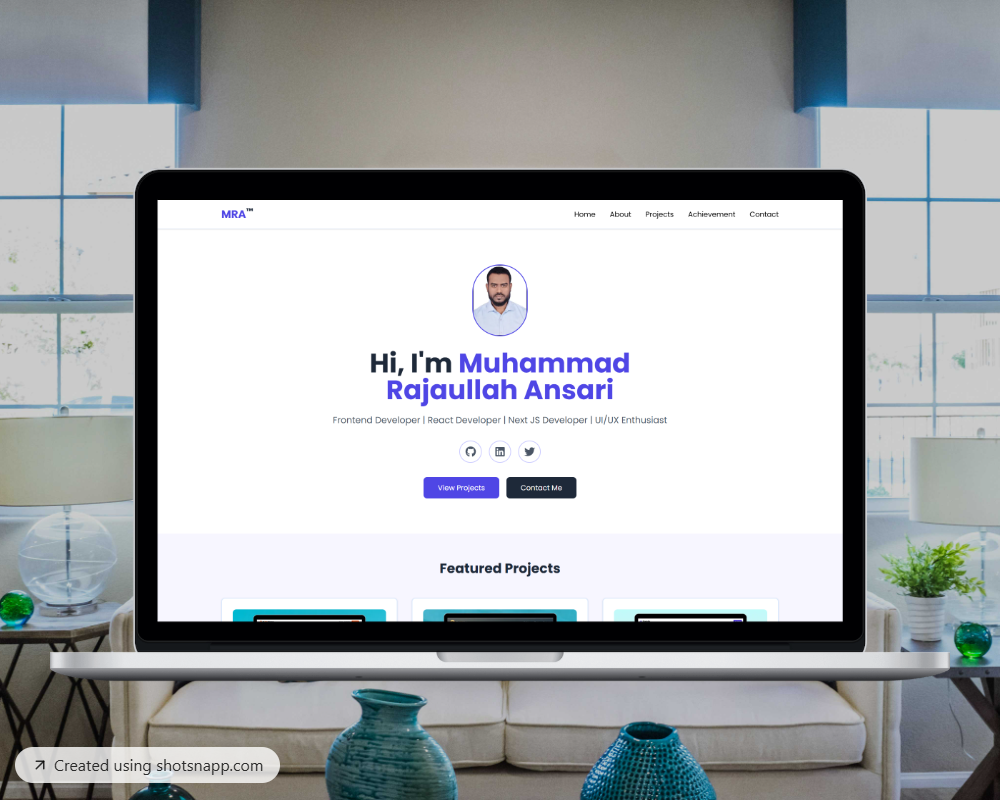 MRA™
Home About Projects Achievement Contact
Hi, I'm Muhammad
Rajaullah Ansari
Frontend Developer | React Developer | Next JS Developer | UI/UX Enthusiast
View Projects Contact Me
Featured Projects
Created using shotsnapp.com